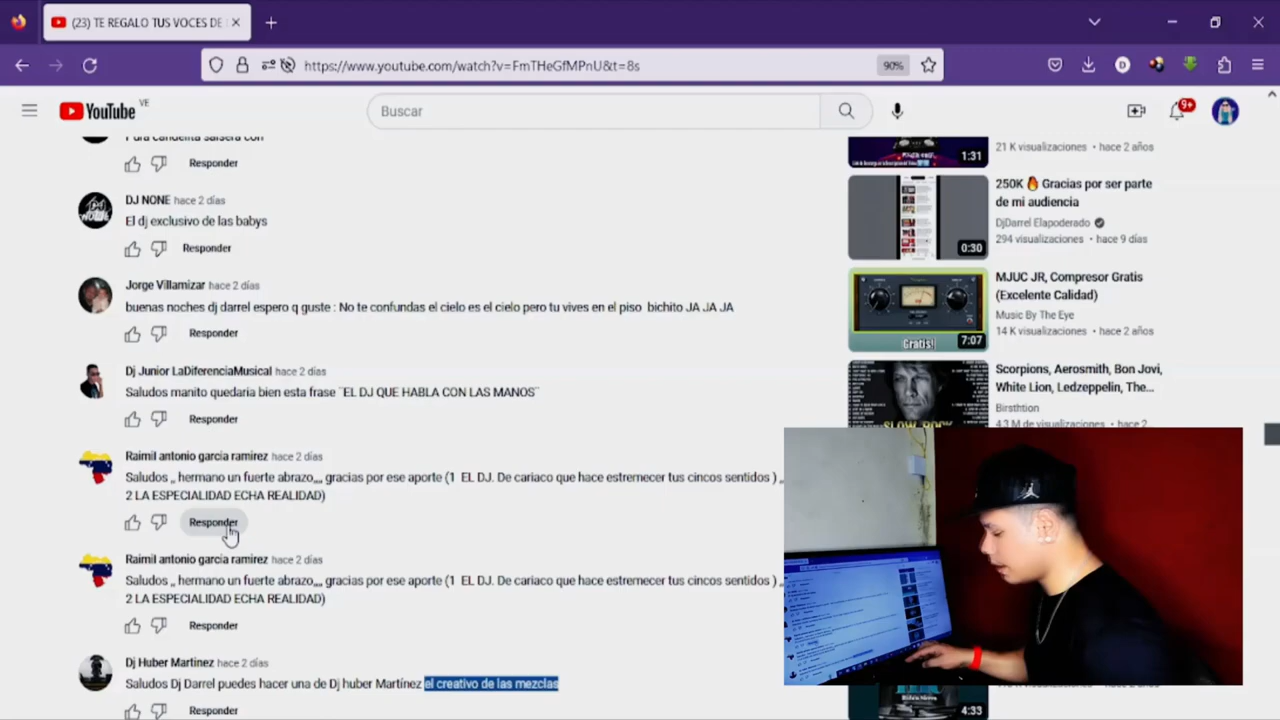 (23) TE REGALO TUS VOCES DE
https://www.youtube.com/watch?v=FmTHeGfMPnU&t=8s
90%
YouTube VE
Buscar
9+
Responder
DJ NONE hace 2 días
El dj exclusivo de las babys
Responder
Jorge Villamizar hace 2 días
buenas noches dj darrel espero q guste : No te confundas el cielo es el cielo pero tu vives en el piso bichito JA JA JA
Responder
Dj Junior LaDiferenciaMusical hace 2 días
Saludos manito quedaria bien esta frase ¨EL DJ QUE HABLA CON LAS MANOS¨
Responder
Raimil antonio garcia ramirez hace 2 días
Saludos ,, hermano un fuerte abrazo,,,, gracias por ese aporte (1 EL DJ. De cariaco que hace estremecer tus cincos sentidos ) ,,
2 LA ESPECIALIDAD ECHA REALIDAD)
Responder
Raimil antonio garcia ramirez hace 2 días
Saludos ,, hermano un fuerte abrazo,,,, gracias por ese aporte (1 EL DJ. De cariaco que hace estremecer tus cincos sentidos ) ,,
2 LA ESPECIALIDAD ECHA REALIDAD)
Responder
Dj Huber Martinez hace 2 días
Saludos Dj Darrel puedes hacer una de Dj huber Martínez el creativo de las mezclas
Responder
1:31
21 K visualizaciones • hace 2 años
0:30
250K 🔥 Gracias por ser parte
de mi audiencia
DjDarrel Elapoderado
294 visualizaciones • hace 9 días
Gratis!
7:07
MJUC JR, Compresor Gratis
(Excelente Calidad)
Music By The Eye
14 K visualizaciones • hace 2 años
Scorpions, Aerosmith, Bon Jovi,
White Lion, Ledzeppelin, The...
Birsthtion
4.3 M de visualizaciones • hace 2
4:33